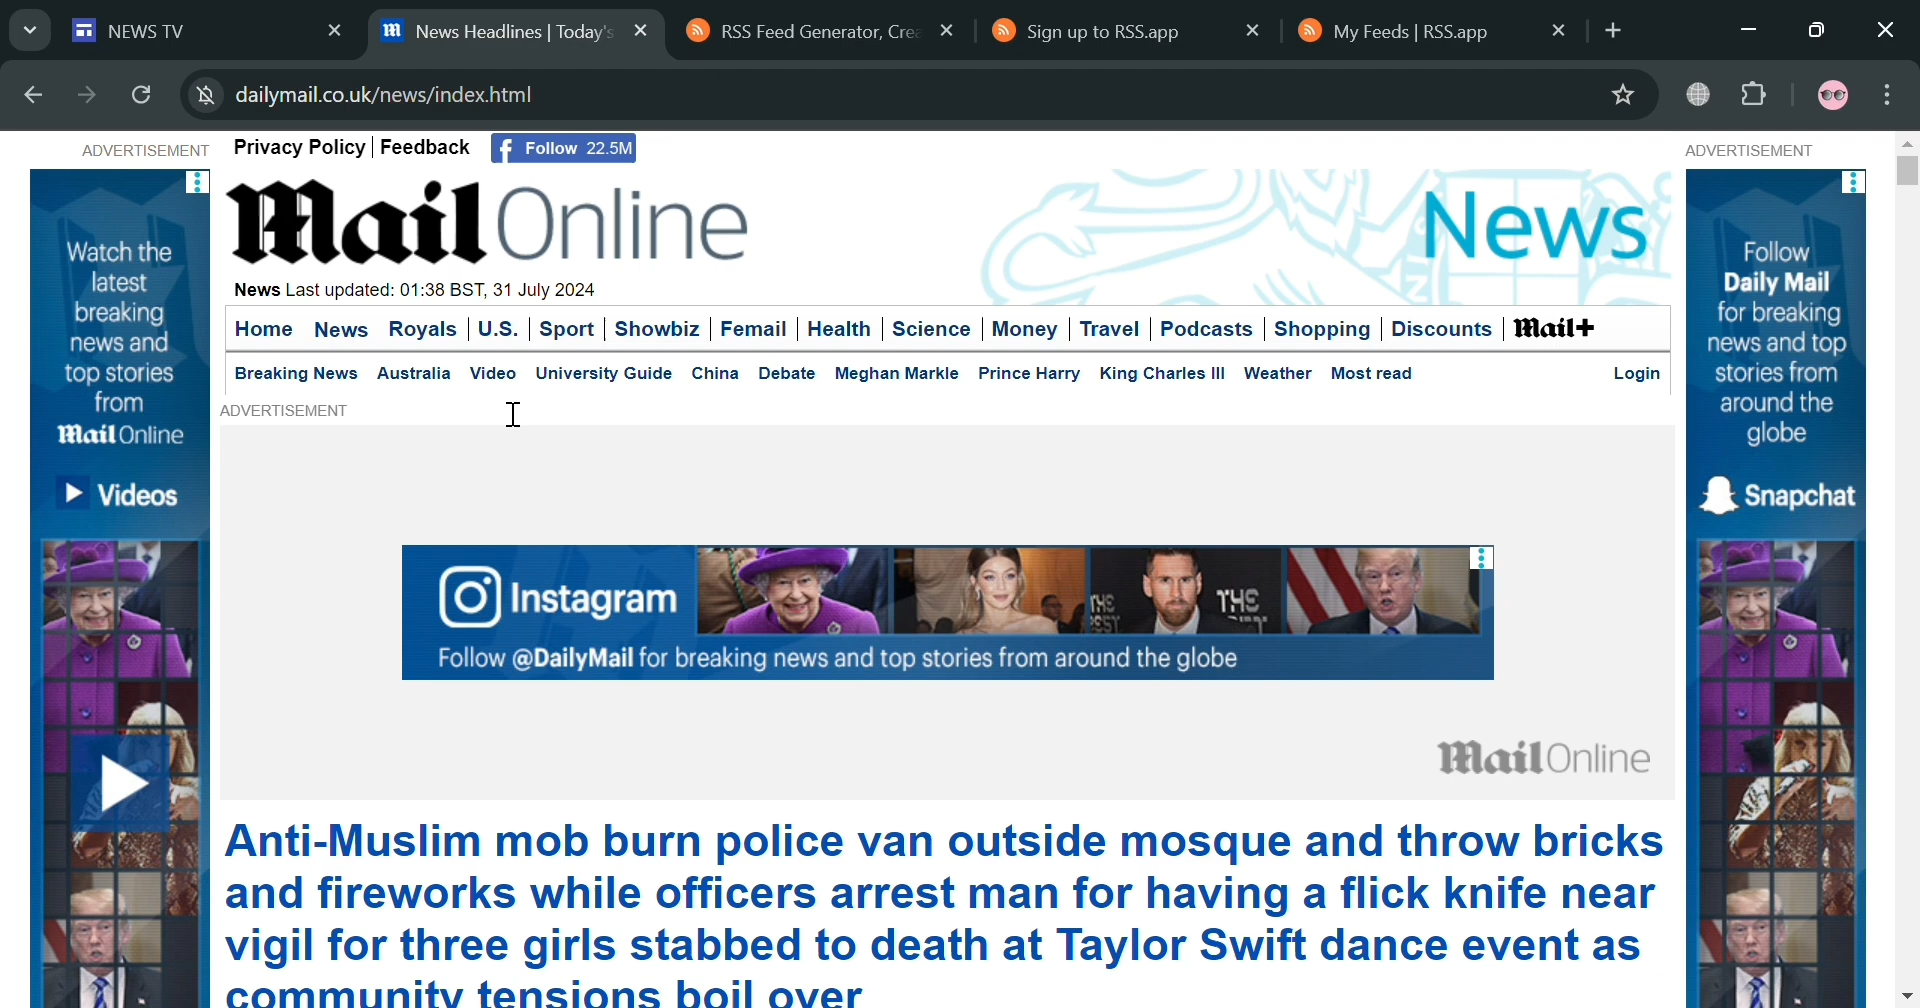 NEWS TV
News Headlines | Today's
RSS Feed Generator, Crea
Sign up to RSS.app
My Feeds | RSS.app
dailymail.co.uk/news/index.html
ADVERTISEMENT
Privacy Policy | Feedback
Follow 22.5M
ADVERTISEMENT
Mail Online
News
News Last updated: 01:38 BST, 31 July 2024
Home News Royals U.S. Sport Showbiz Femail Health Science Money Travel Podcasts Shopping Discounts Mail+
Breaking News Australia Video University Guide China Debate Meghan Markle Prince Harry King Charles III Weather Most read Login
ADVERTISEMENT
Watch the
latest
breaking
news and
top stories
from
Mail Online
Videos
Instagram
THE
THE
Follow @DailyMail for breaking news and top stories from around the globe
Mail Online
Follow
Daily Mail
for breaking
news and top
stories from
around the
globe
Snapchat
Anti-Muslim mob burn police van outside mosque and throw bricks
and fireworks while officers arrest man for having a flick knife near
vigil for three girls stabbed to death at Taylor Swift dance event as
community tensions boil over